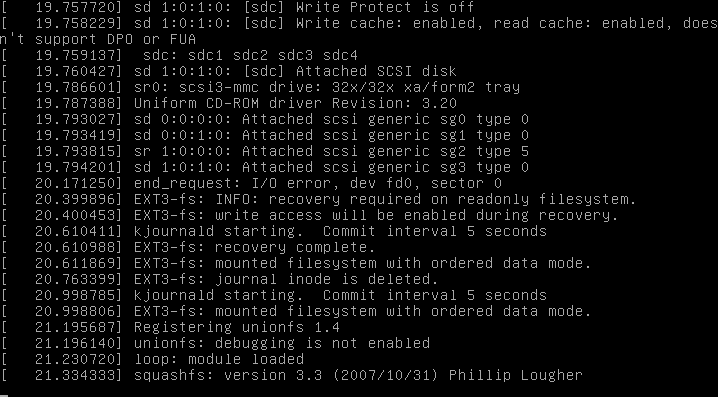 [   19.757720] sd 1:0:1:0: [sdc] Write Protect is off
[   19.758229] sd 1:0:1:0: [sdc] Write cache: enabled, read cache: enabled, does
n't support DPO or FUA
[   19.759137]  sdc: sdc1 sdc2 sdc3 sdc4
[   19.760427] sd 1:0:1:0: [sdc] Attached SCSI disk
[   19.786601] sr0: scsi3-mmc drive: 32x/32x xa/form2 tray
[   19.787388] Uniform CD-ROM driver Revision: 3.20
[   19.793027] sd 0:0:0:0: Attached scsi generic sg0 type 0
[   19.793419] sd 0:0:1:0: Attached scsi generic sg1 type 0
[   19.793815] sr 1:0:0:0: Attached scsi generic sg2 type 5
[   19.794201] sd 1:0:1:0: Attached scsi generic sg3 type 0
[   20.171250] end_request: I/O error, dev fd0, sector 0
[   20.399896] EXT3-fs: INFO: recovery required on readonly filesystem.
[   20.400453] EXT3-fs: write access will be enabled during recovery.
[   20.610411] kjournald starting.  Commit interval 5 seconds
[   20.610988] EXT3-fs: recovery complete.
[   20.611869] EXT3-fs: mounted filesystem with ordered data mode.
[   20.763399] EXT3-fs: journal inode is deleted.
[   20.998785] kjournald starting.  Commit interval 5 seconds
[   20.998806] EXT3-fs: mounted filesystem with ordered data mode.
[   21.195687] Registering unionfs 1.4
[   21.196140] unionfs: debugging is not enabled
[   21.230720] loop: module loaded
[   21.334333] squashfs: version 3.3 (2007/10/31) Phillip Lougher